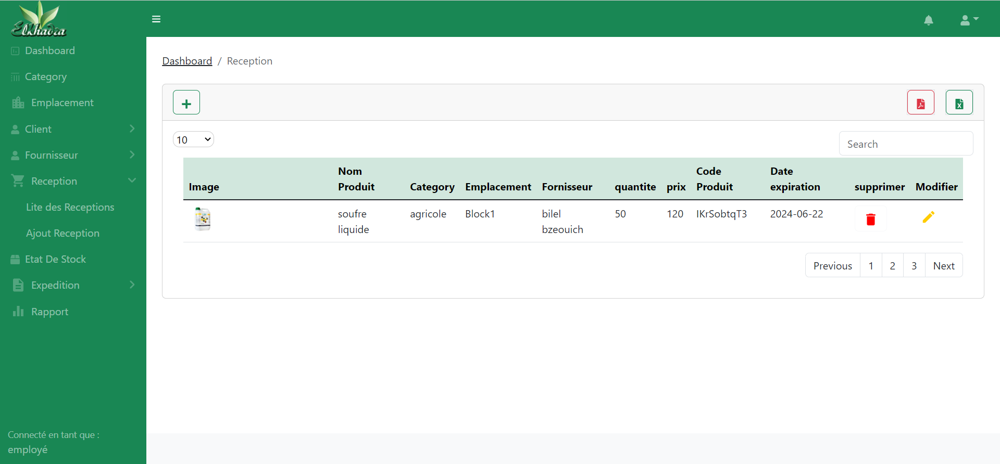 Elkhadra
Dashboard
Category
Emplacement
Client
Fournisseur
Reception
Lite des Receptions
Ajout Reception
Etat De Stock
Expedition
Rapport
Connecté en tant que :
employé
Dashboard / Reception
10
Search
Image Nom Produit Category Emplacement Fornisseur quantite prix Code Produit Date expiration supprimer Modifier
soufre liquide agricole Block1 bilel bzeouich 50 120 IKrSobtqT3 2024-06-22
Previous 1 2 3 Next